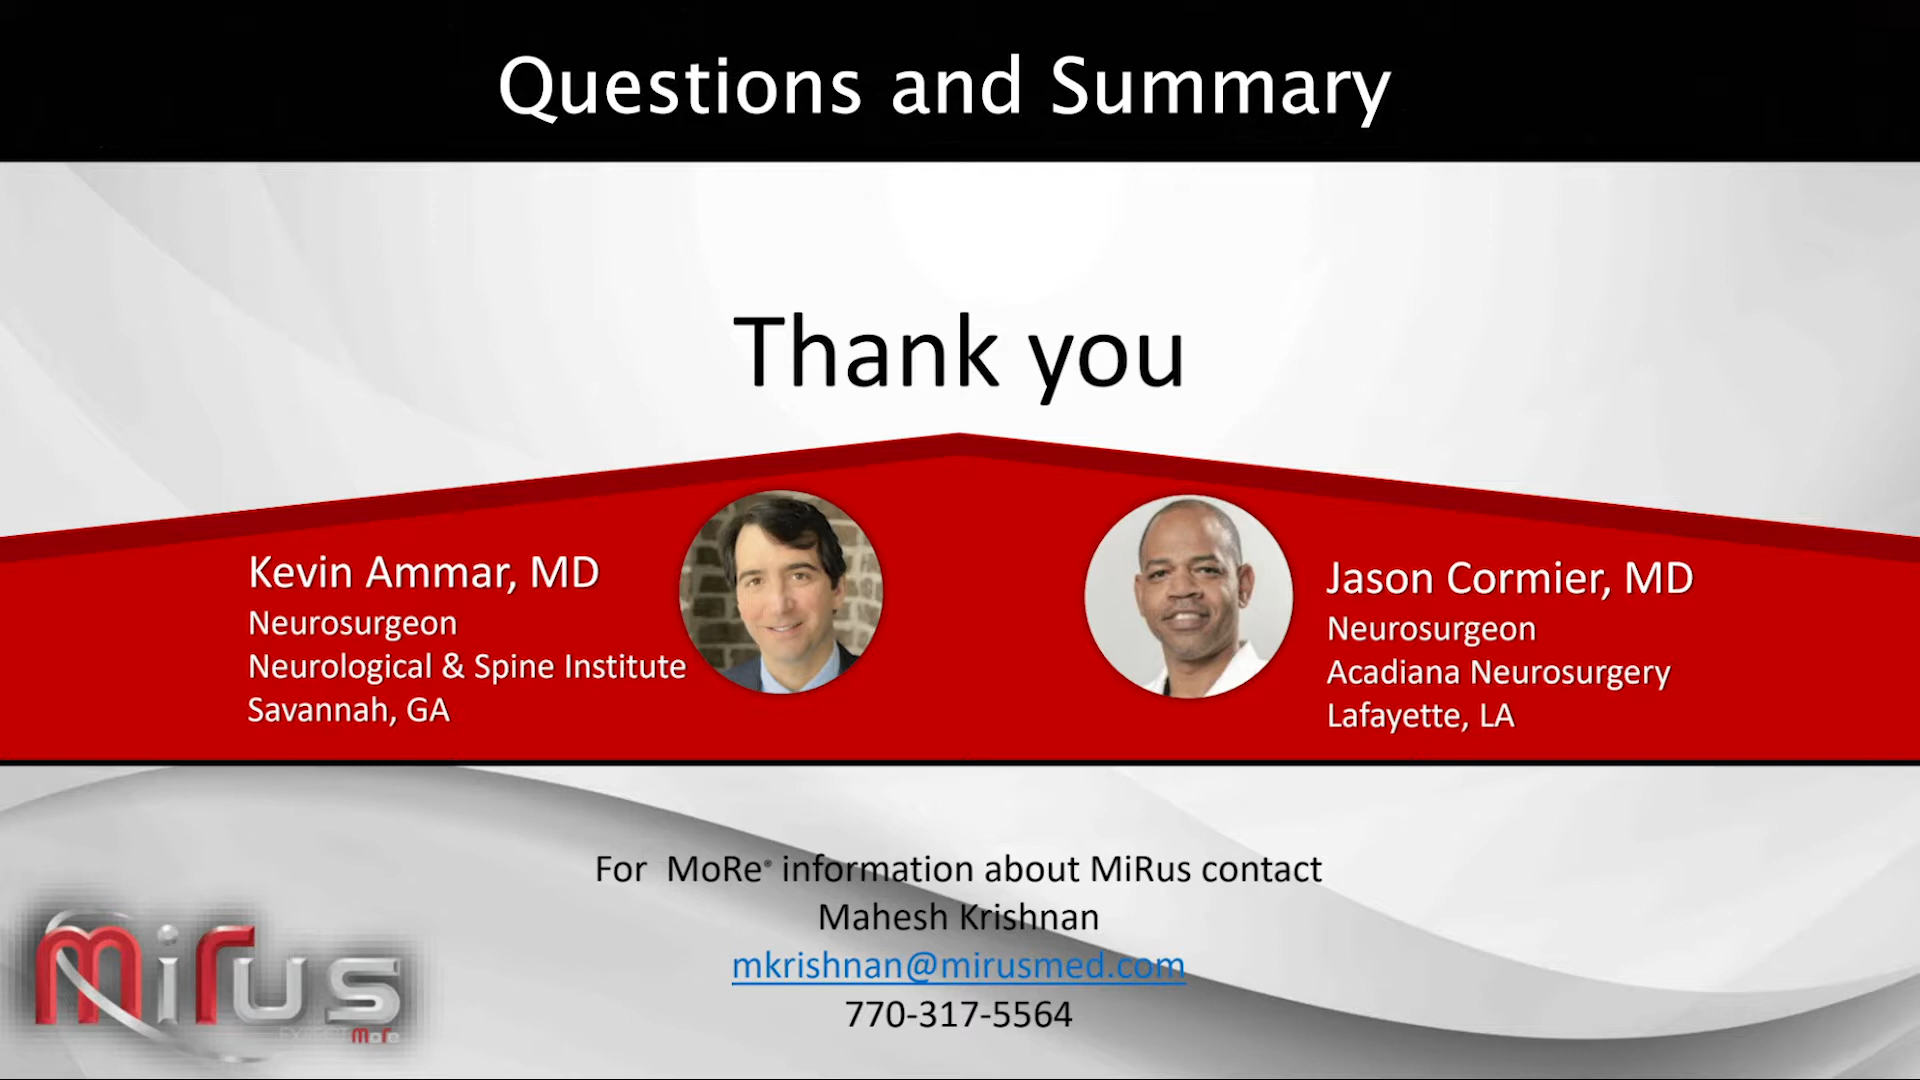 Questions and Summary
Thank you
Kevin Ammar, MD
Neurosurgeon
Neurological & Spine Institute
Savannah, GA
Jason Cormier, MD
Neurosurgeon
Acadiana Neurosurgery
Lafayette, LA
For MoRe® information about MiRus contact
Mahesh Krishnan
mkrishnan@mirusmed.com
770-317-5564
MiRus
MoRe